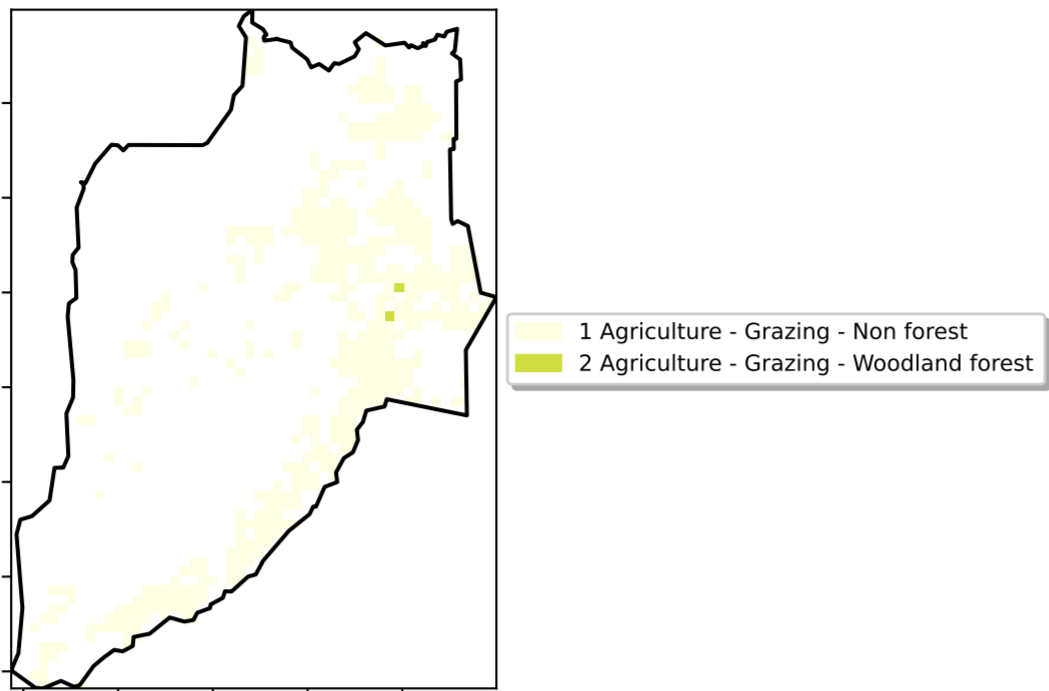 1 Agriculture - Grazing - Non forest
2 Agriculture - Grazing - Woodland forest